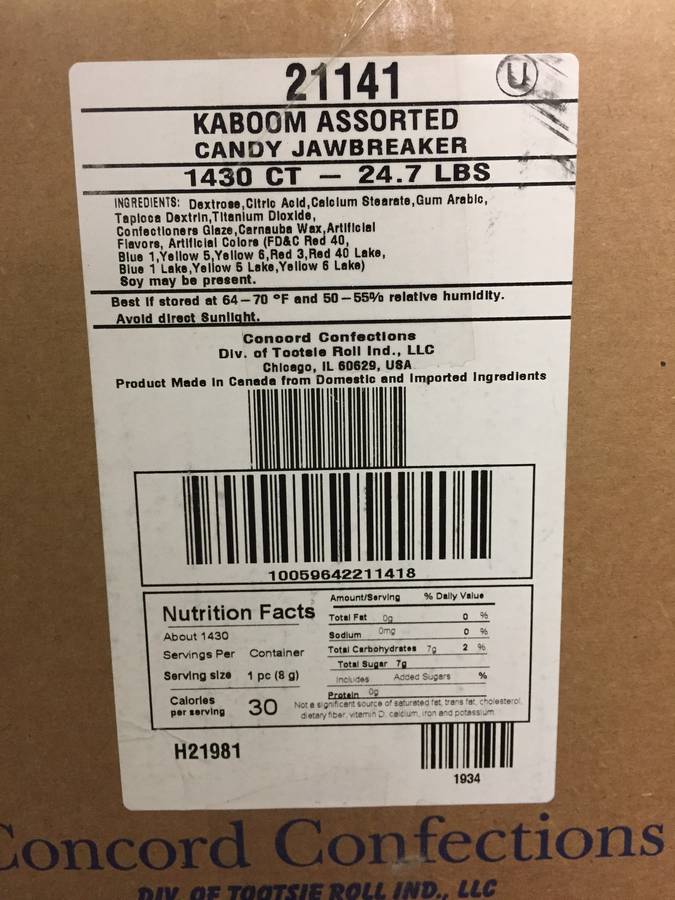 21141
U
KABOOM ASSORTED
CANDY JAWBREAKER
1430 CT — 24.7 LBS
INGREDIENTS: Dextrose,Citric Acid,Calcium Stearate,Gum Arabic,
Tapioca Dextrin,Titanium Dioxide,
Confectioners Glaze,Carnauba Wax,Artificial
Flavors, Artificial Colors (FD&C Red 40,
Blue 1,Yellow 5,Yellow 6,Red 3,Red 40 Lake,
Blue 1 Lake,Yellow 5 Lake,Yellow 6 Lake)
Soy may be present.
Best if stored at 64–70 °F and 50–55% relative humidity.
Avoid direct Sunlight.
Concord Confections
Div. of Tootsie Roll Ind., LLC
Chicago, IL 60629, USA
Product Made in Canada from Domestic and Imported Ingredients
10059642211418
Nutrition Facts
About 1430
Servings Per Container
Serving size 1 pc (8 g)
Calories
per serving 30
Amount/Serving % Daily Value
Total Fat 0g 0 %
Sodium 0mg 0 %
Total Carbohydrates 7g 2 %
Total Sugar 7g
Includes Added Sugars %
Protein 0g
Not a significant source of saturated fat, trans fat, cholesterol,
dietary fiber, vitamin D, calcium, iron and potassium.
H21981
1934
Concord Confections
DIV. OF TOOTSIE ROLL IND., LLC